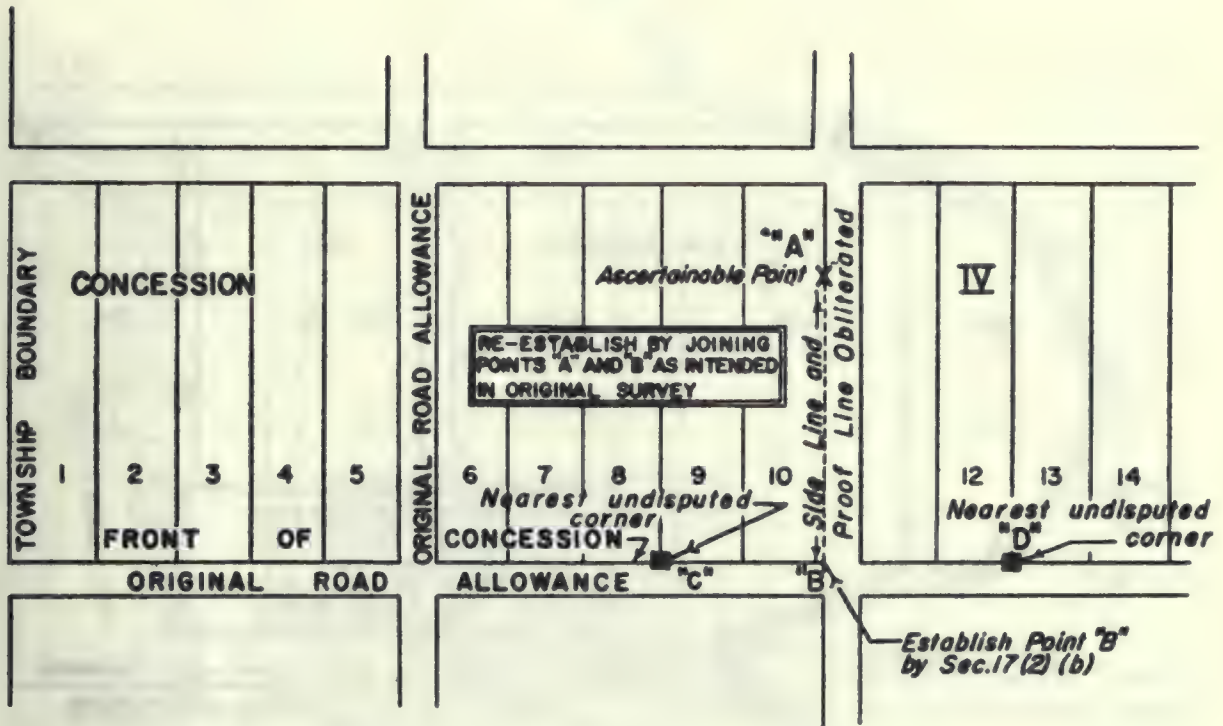 TOWNSHIP BOUNDARY
CONCESSION
1 2 3 4 5
FRONT OF
ORIGINAL ROAD ALLOWANCE
"A"
Ascertainable Point
RE-ESTABLISH BY JOINING
POINTS "A" AND "B" AS INTENDED
IN ORIGINAL SURVEY
6 7 8 9 10
Nearest undisputed
corner
CONCESSION
Side Line and
Proof Line Obliterated
IV
12 13 14
Nearest undisputed
"D" corner
ORIGINAL ROAD ALLOWANCE "C" "B"
Establish Point "B"
by Sec.17(2)(b)